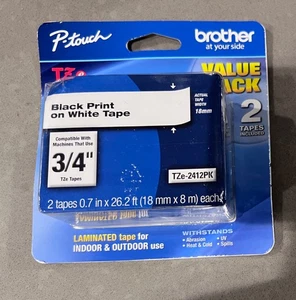 P-touch
brother
at your side
TZe
VALUE
PACK
2
TAPES
INCLUDED
Black Print
on White Tape
ACTUAL
TAPE
WIDTH
18mm
Compatible With
Machines That Use
3/4"
TZe Tapes
TZe-2412PK
2 tapes 0.7 in x 26.2 ft (18 mm x 8 m) each
LAMINATED tape for
INDOOR & OUTDOOR use
WITHSTANDS
• Abrasion
• UV
• Heat & Cold
• Spills